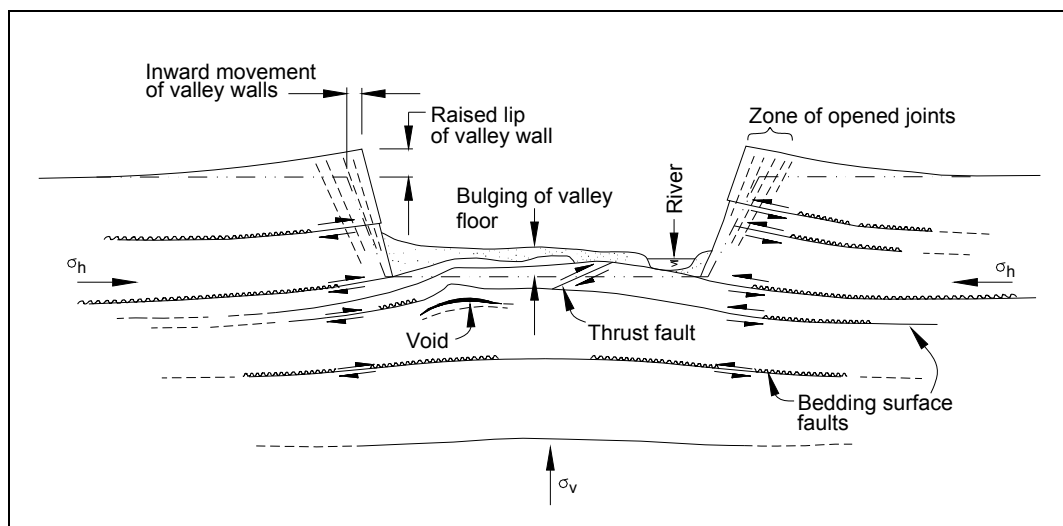 Inward movement
of valley walls
Raised lip
of valley wall
Zone of opened joints
Bulging of valley
floor
River
σh
σh
Void
Thrust fault
Bedding surface
faults
σv